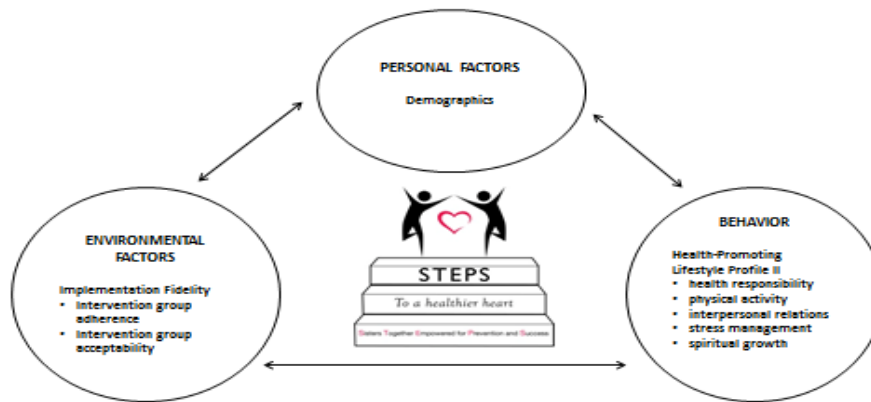 PERSONAL FACTORS
Demographics
ENVIRONMENTAL
FACTORS
Implementation Fidelity
• Intervention group
adherence
• Intervention group
acceptability
STEPS
To a healthier heart
Sisters Together Empowered for Prevention and Success
BEHAVIOR
Health-Promoting
Lifestyle Profile II
• health responsibility
• physical activity
• interpersonal relations
• stress management
• spiritual growth